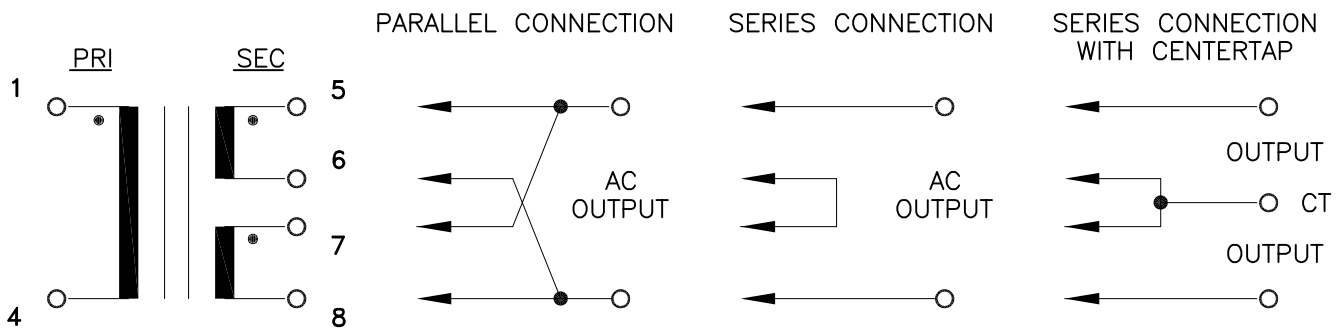 PARALLEL CONNECTION
SERIES CONNECTION
SERIES CONNECTION
WITH CENTERTAP
PRI
SEC
1
5
6
7
4
8
AC
OUTPUT
AC
OUTPUT
OUTPUT
CT
OUTPUT